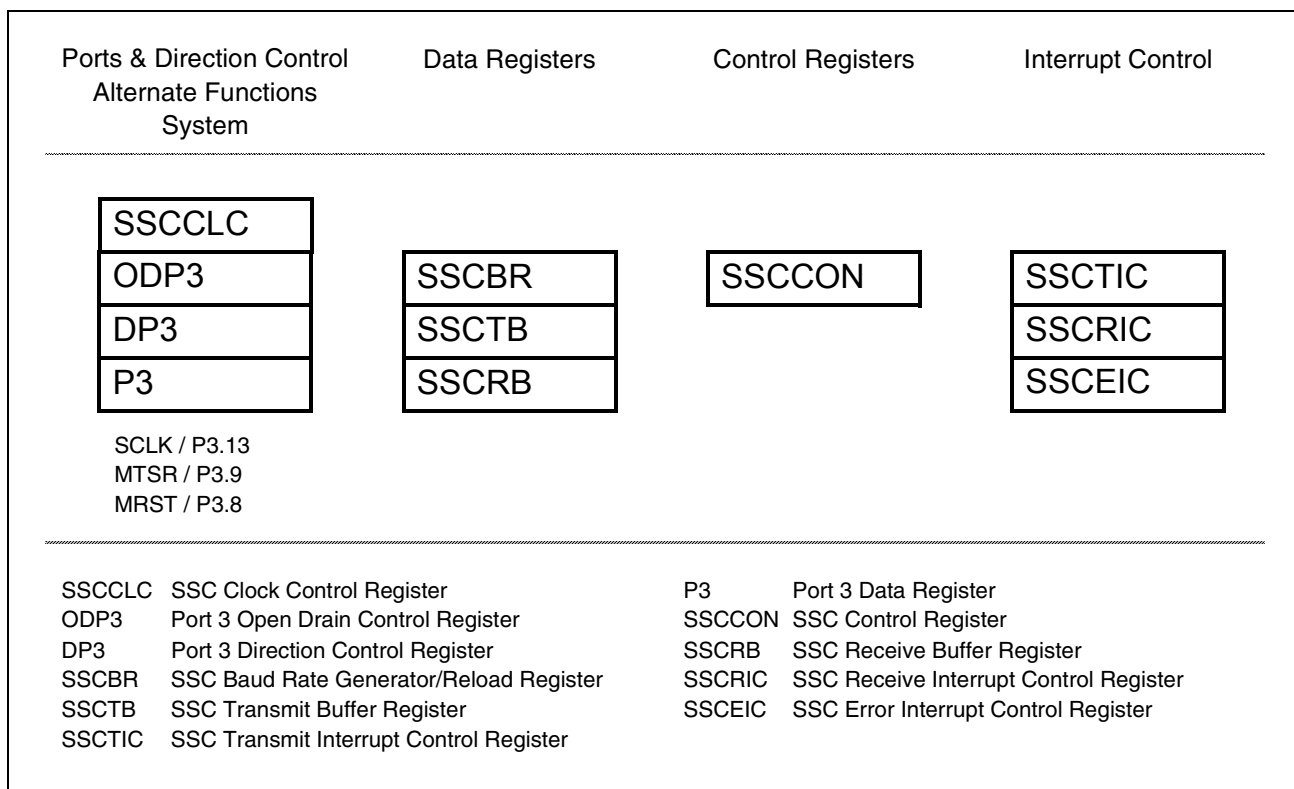 Ports & Direction Control
Alternate Functions
System
Data Registers
Control Registers
Interrupt Control
SSCCLC
ODP3
DP3
P3
SSCBR
SSCTB
SSCRB
SSCCON
SSCTIC
SSCRIC
SSCEIC
SCLK / P3.13
MTSR / P3.9
MRST / P3.8
SSCCLC SSC Clock Control Register
ODP3 Port 3 Open Drain Control Register
DP3 Port 3 Direction Control Register
SSCBR SSC Baud Rate Generator/Reload Register
SSCTB SSC Transmit Buffer Register
SSCTIC SSC Transmit Interrupt Control Register
P3 Port 3 Data Register
SSCCON SSC Control Register
SSCRB SSC Receive Buffer Register
SSCRIC SSC Receive Interrupt Control Register
SSCEIC SSC Error Interrupt Control Register